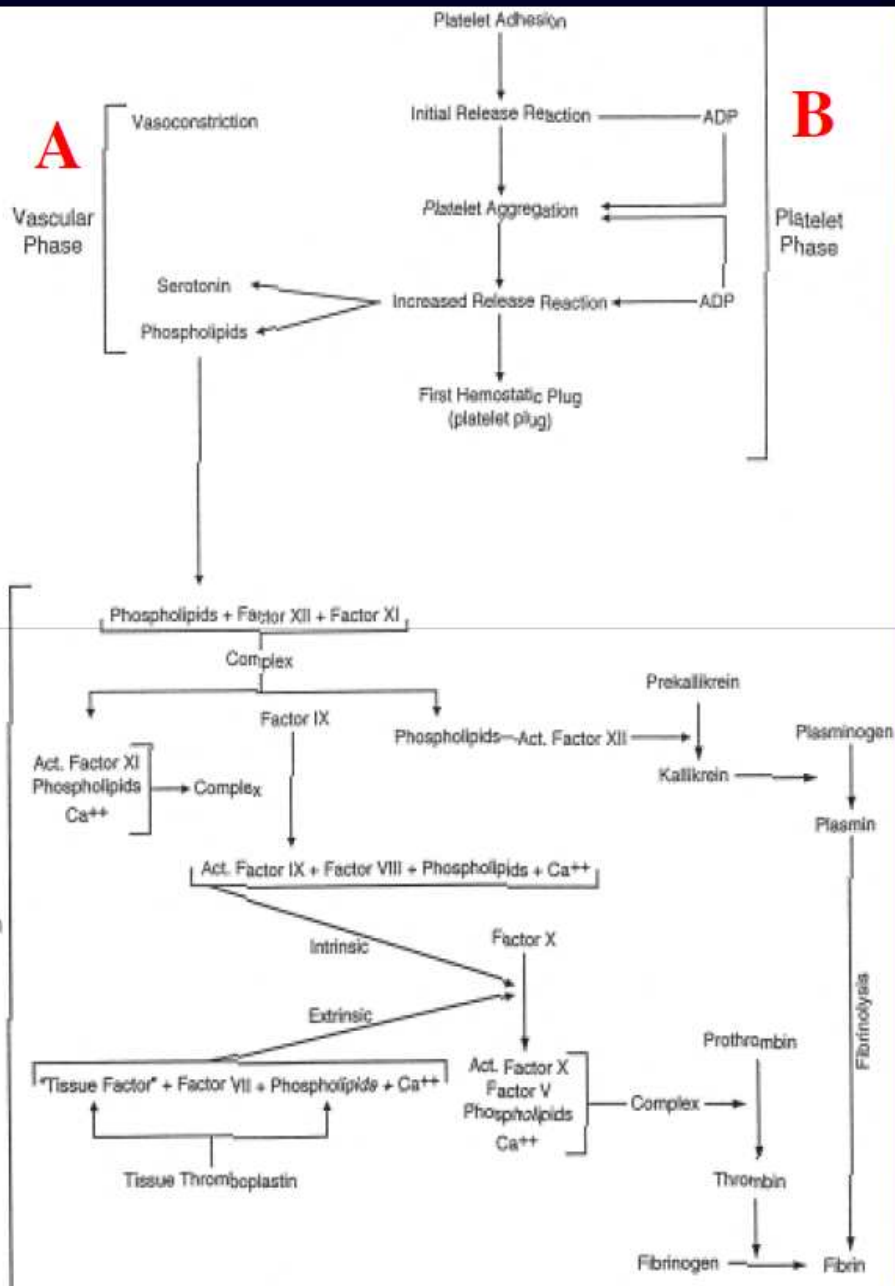 Platelet Adhesion
A
Vasoconstriction
Initial Release Reaction
ADP
B
Vascular
Phase
Platelet Aggregation
Platelet
Phase
Serotonin
Increased Release Reaction
ADP
Phospholipids
First Hemostatic Plug
(platelet plug)
Phospholipids + Factor XII + Factor XI
Complex
Prekallikrein
Factor IX
Phospholipids—Act. Factor XII
Plasminogen
Act. Factor XI
Phospholipids
Ca++
Complex
Kallikrein
Plasmin
Act. Factor IX + Factor VIII + Phospholipids + Ca++
Intrinsic
Factor X
Extrinsic
Fibrinolysis
"Tissue Factor" + Factor VII + Phospholipids + Ca++
Act. Factor X
Factor V
Phospholipids
Ca++
Complex
Prothrombin
Tissue Thromboplastin
Thrombin
Fibrinogen
Fibrin